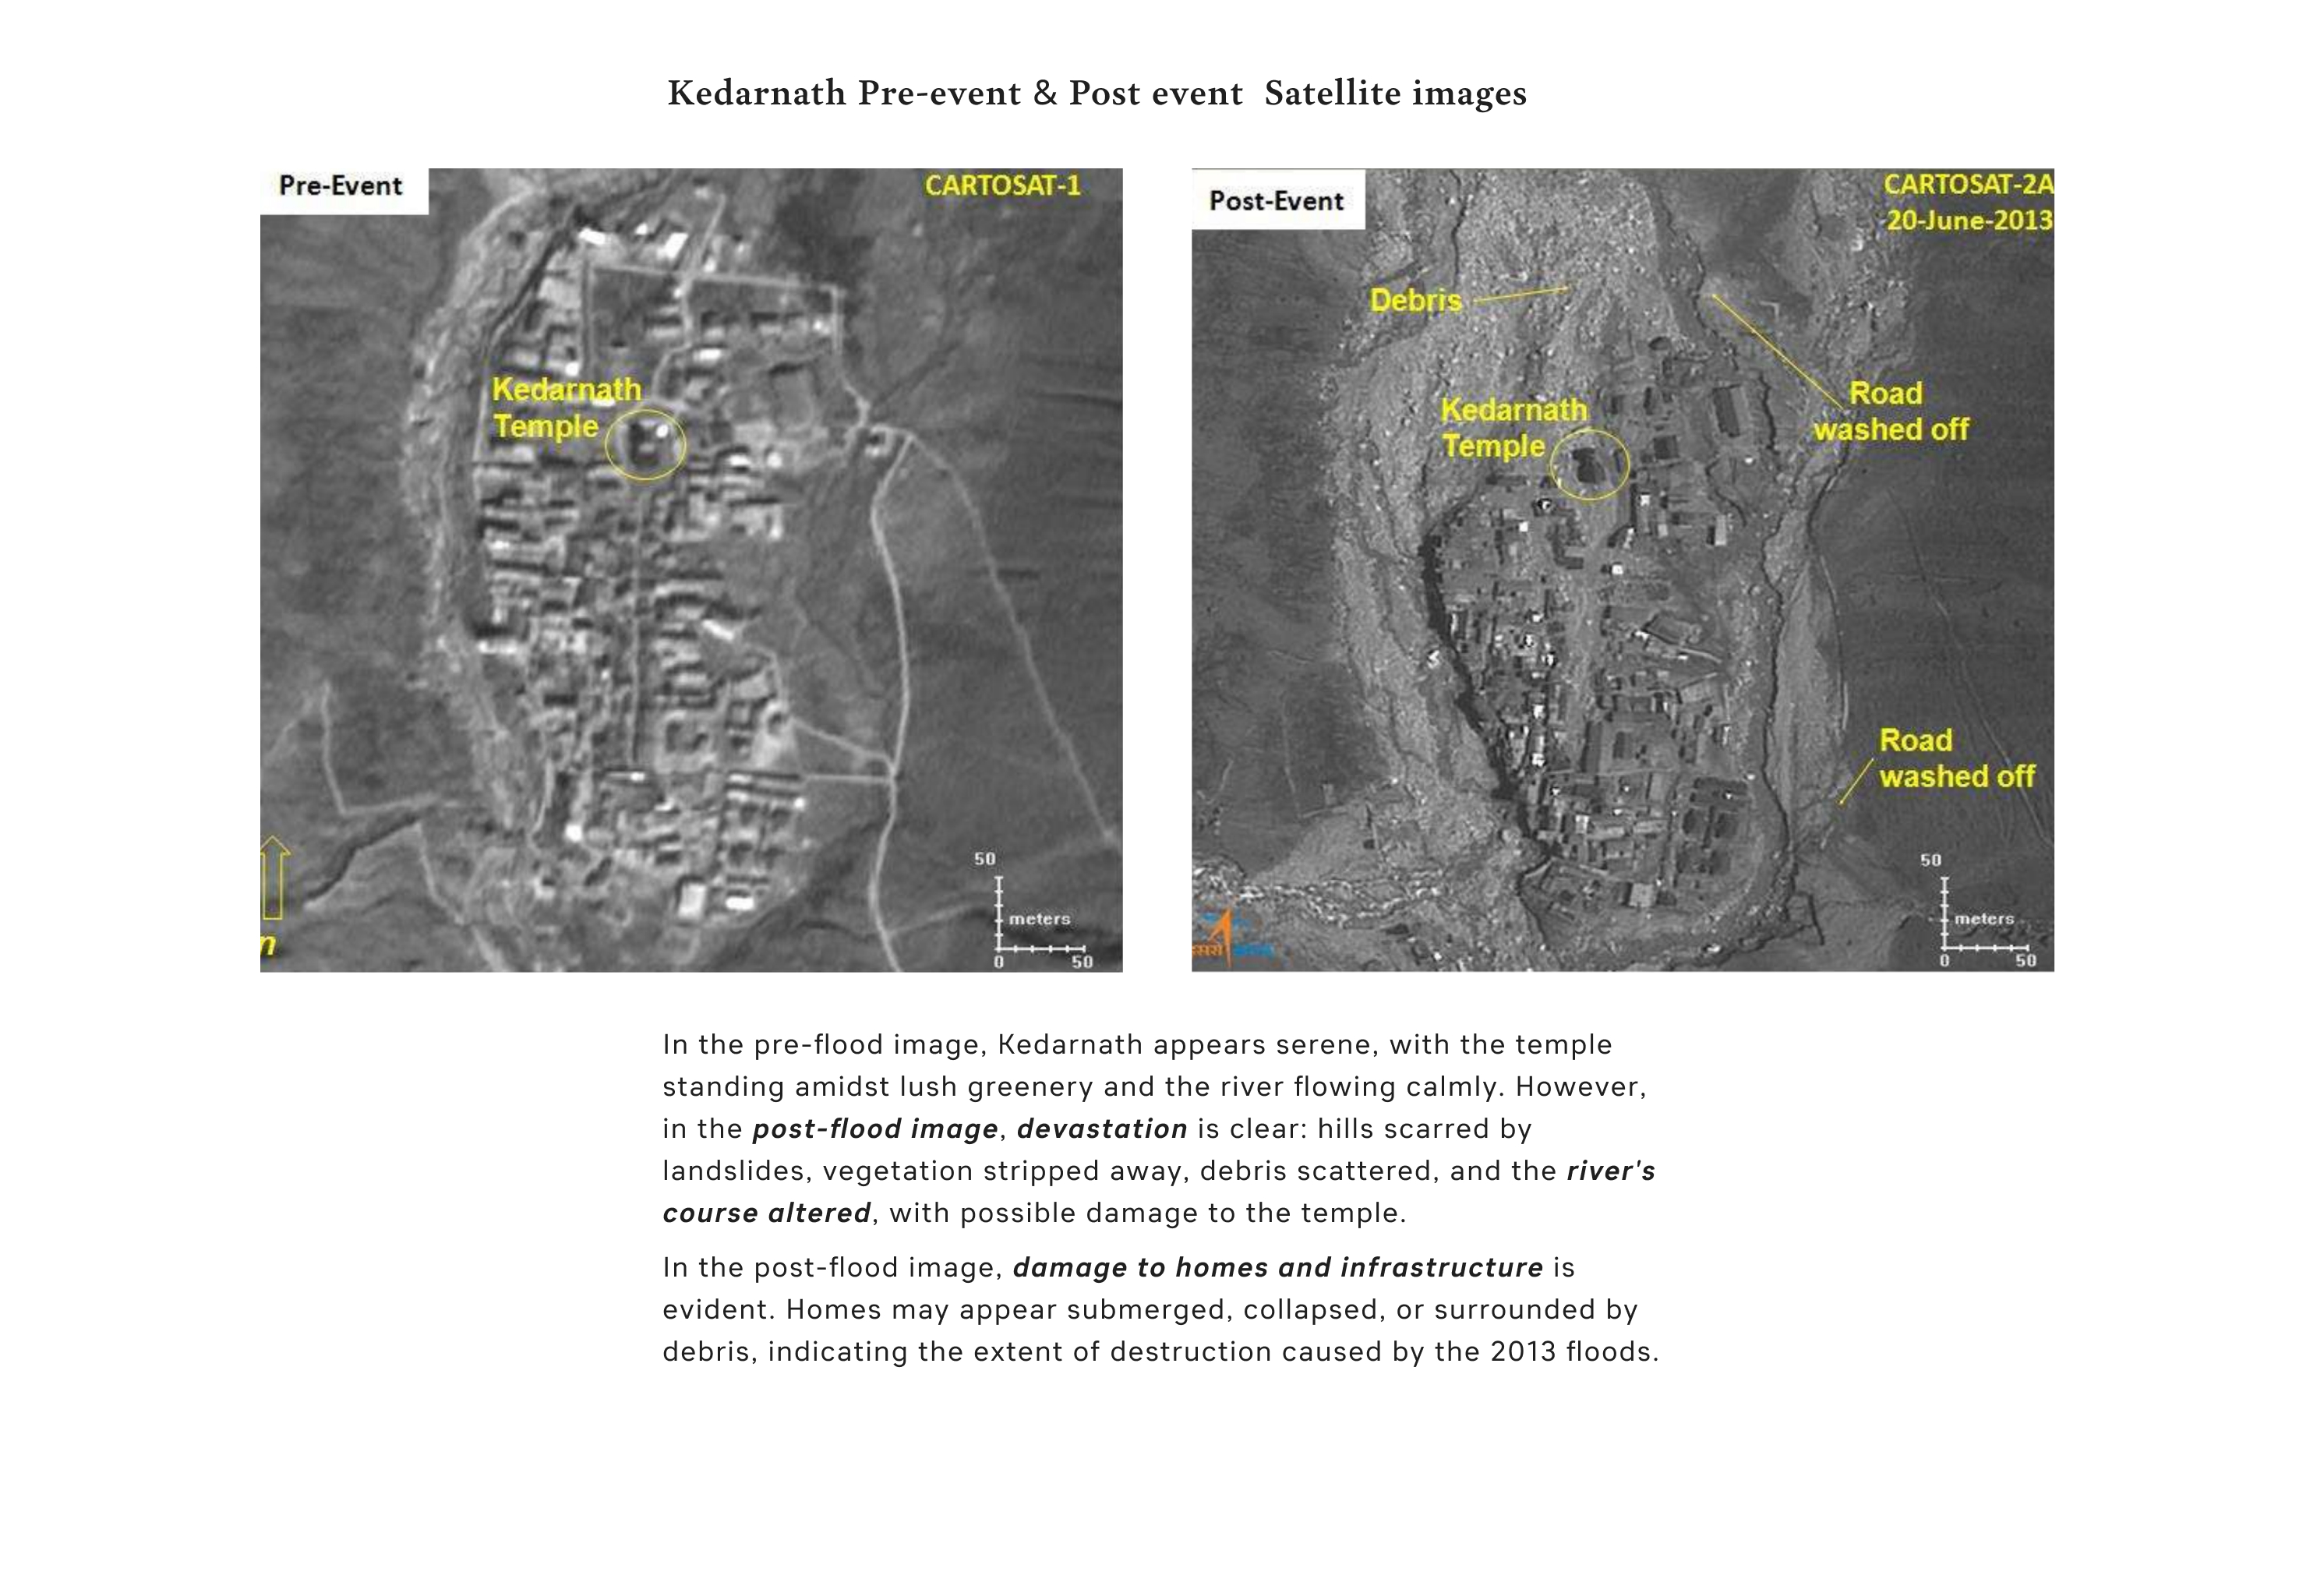 Kedarnath Pre-event & Post event Satellite images
Pre-Event
CARTOSAT-1
Kedarnath
Temple
50
meters
0 50
n
Post-Event
CARTOSAT-2A
20-June-2013
Debris
Road
washed off
Kedarnath
Temple
Road
washed off
50
meters
0 50
In the pre-flood image, Kedarnath appears serene, with the temple
standing amidst lush greenery and the river flowing calmly. However,
in the post-flood image, devastation is clear: hills scarred by
landslides, vegetation stripped away, debris scattered, and the river's
course altered, with possible damage to the temple.
In the post-flood image, damage to homes and infrastructure is
evident. Homes may appear submerged, collapsed, or surrounded by
debris, indicating the extent of destruction caused by the 2013 floods.